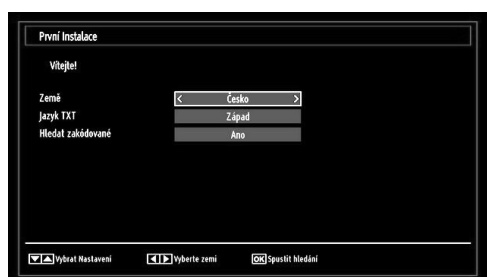 První Instalace
Vítejte!
Země < Česko >
Jazyk TXT Západ
Hledat zakódované Ano
Vybrat Nastavení Vyberte zemi OK Spustit hledání